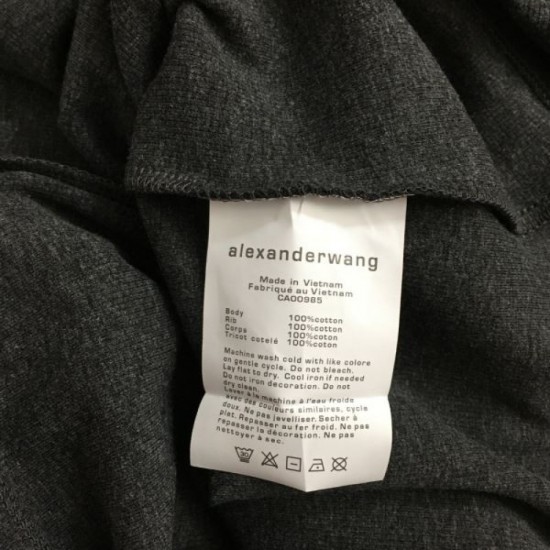 alexanderwang
Made in Vietnam
Fabriqué au Vietnam
CA00985
Body 100%cotton
Rib 100%cotton
Corps 100%coton
Tricot cotelé 100%coton
Machine wash cold with like colors
on gentle cycle. Do not bleach.
Lay flat to dry. Cool iron if needed
Do not iron decoration. Do not
dry clean.
Laver à la machine à l'eau froide
avec des couleurs similaires, cycle
doux. Ne pas javelliser. Sécher à
plat. Repasser au fer froid. Ne pas
repasser la décoration. Ne pas
nettoyer à sec.
30